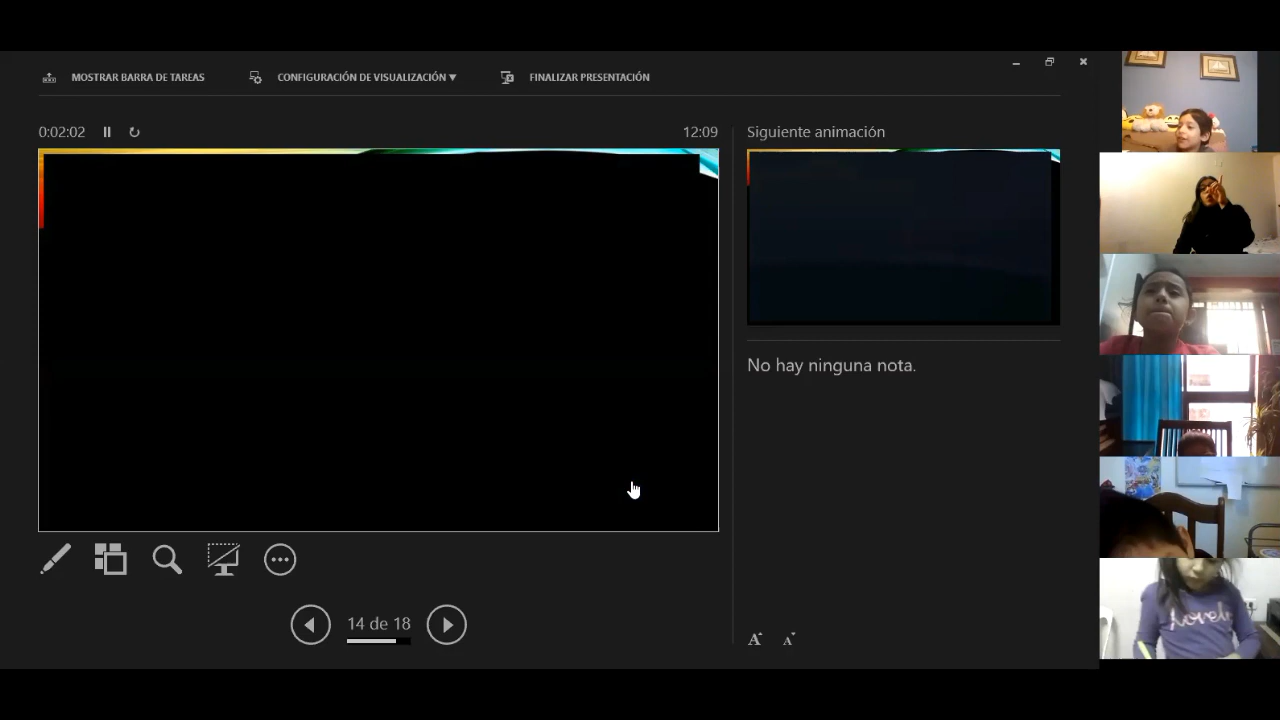 MOSTRAR BARRA DE TAREAS
CONFIGURACIÓN DE VISUALIZACIÓN ▼
FINALIZAR PRESENTACIÓN
0:02:02
12:09
Siguiente animación
No hay ninguna nota.
14 de 18
A A
lovely